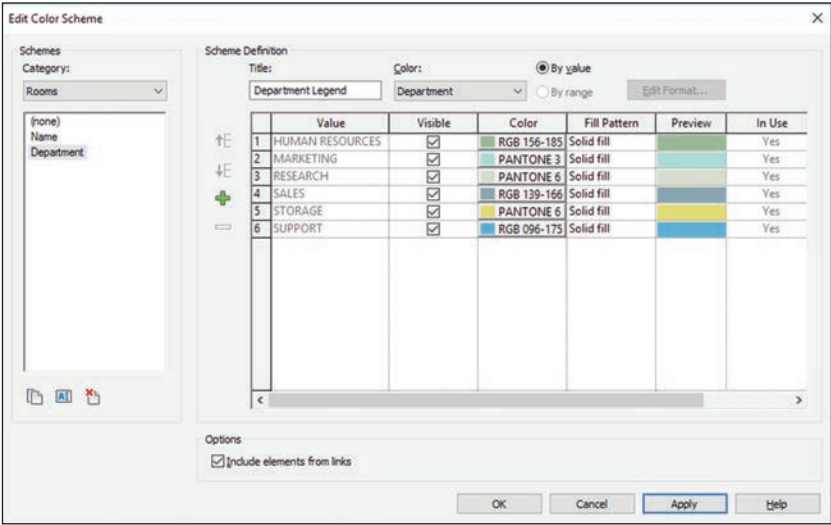 Edit Color Scheme
Schemes
Category:
Rooms
(none)
Name
Department
Scheme Definition
Title: Color:
Department Legend Department
By value
By range
Edit Format...
Value Visible Color Fill Pattern Preview In Use
1 HUMAN RESOURCES RGB 156-185 Solid fill Yes
2 MARKETING PANTONE 3 Solid fill Yes
3 RESEARCH PANTONE 6 Solid fill Yes
4 SALES RGB 139-166 Solid fill Yes
5 STORAGE PANTONE 6 Solid fill Yes
6 SUPPORT RGB 096-175 Solid fill Yes
Options
Include elements from links
OK Cancel Apply Help